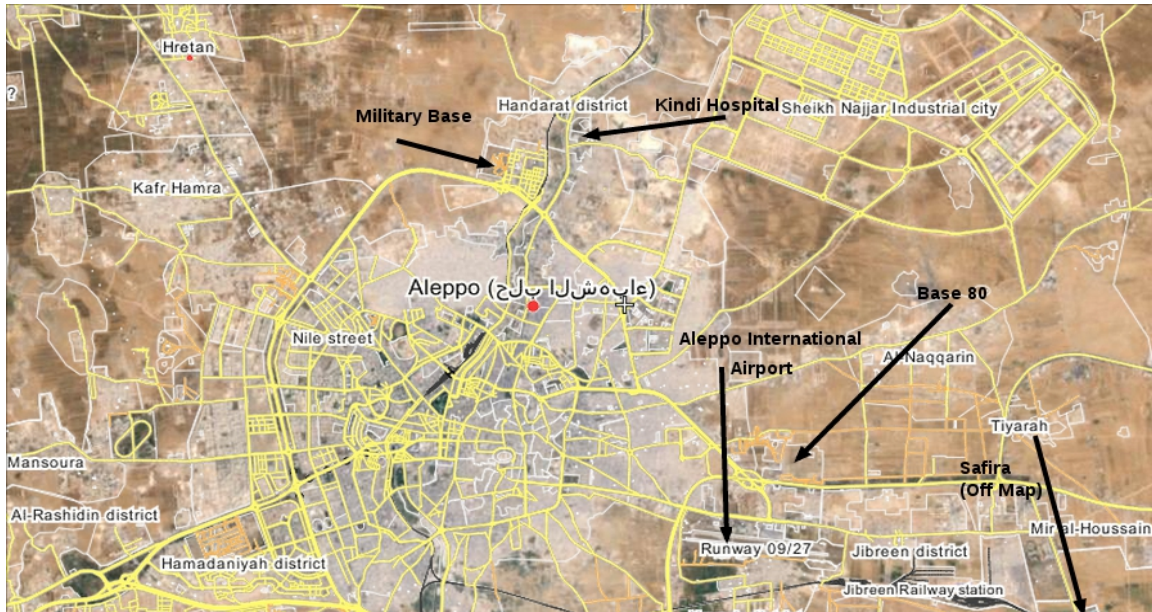 Hretan
?
Handarat district
Kindi Hospital
Sheikh Najjar Industrial city
Military Base
Kafr Hamra
Aleppo (حلب الشهباء)
Base 80
Nile street
Aleppo International
Airport
Al-Naqqarin
Tiyarah
Mansoura
Safira
(Off Map)
Al-Rashidin district
Mir al-Houssain
Runway 09/27
Jibreen district
Hamadaniyah district
Jibreen Railway station